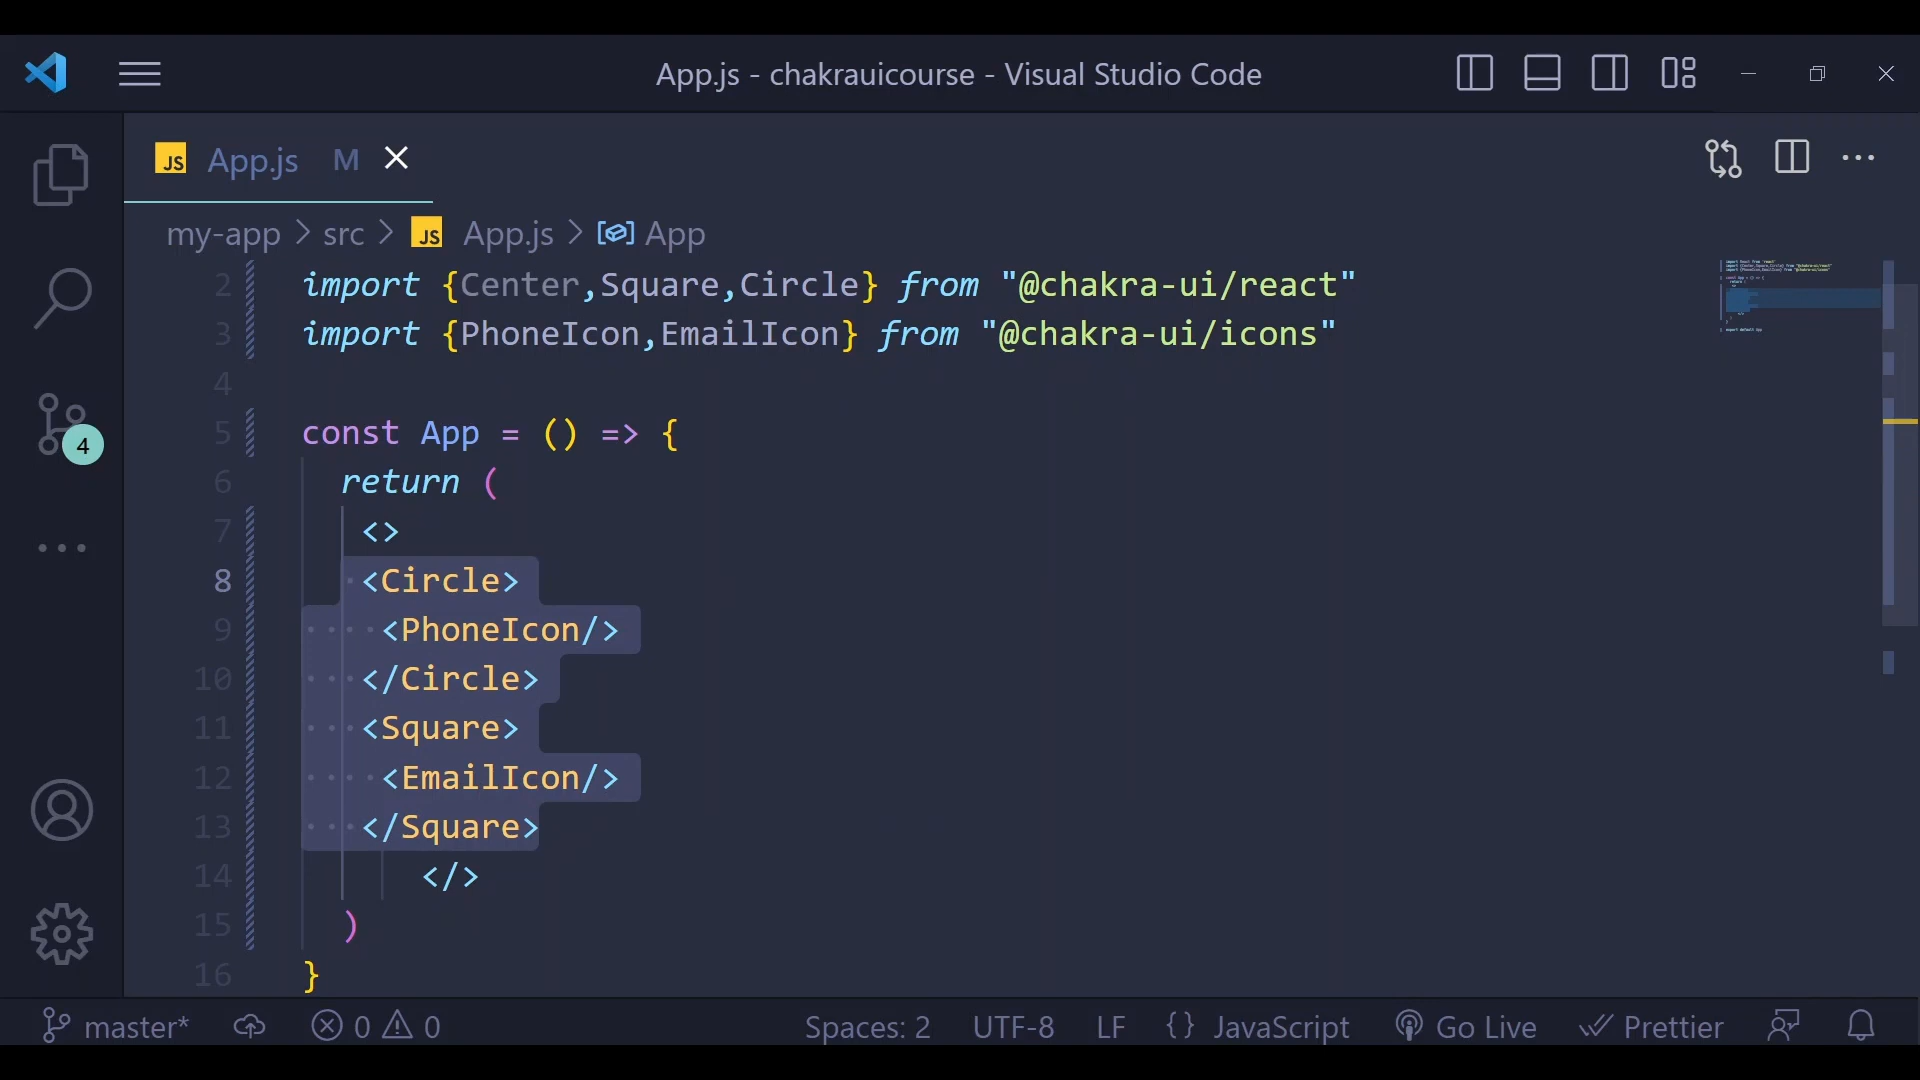 App.js - chakrauicourse - Visual Studio Code
JS App.js M
my-app > src > JS App.js > App
2 import {Center,Square,Circle} from "@chakra-ui/react"
3 import {PhoneIcon,EmailIcon} from "@chakra-ui/icons"
4
5 const App = () => {
6 return (
7 <>
8 <Circle>
9 <PhoneIcon/>
10 </Circle>
11 <Square>
12 <EmailIcon/>
13 </Square>
14 </>
15 )
16 }
4
master* 0 0 Spaces: 2 UTF-8 LF {} JavaScript Go Live Prettier